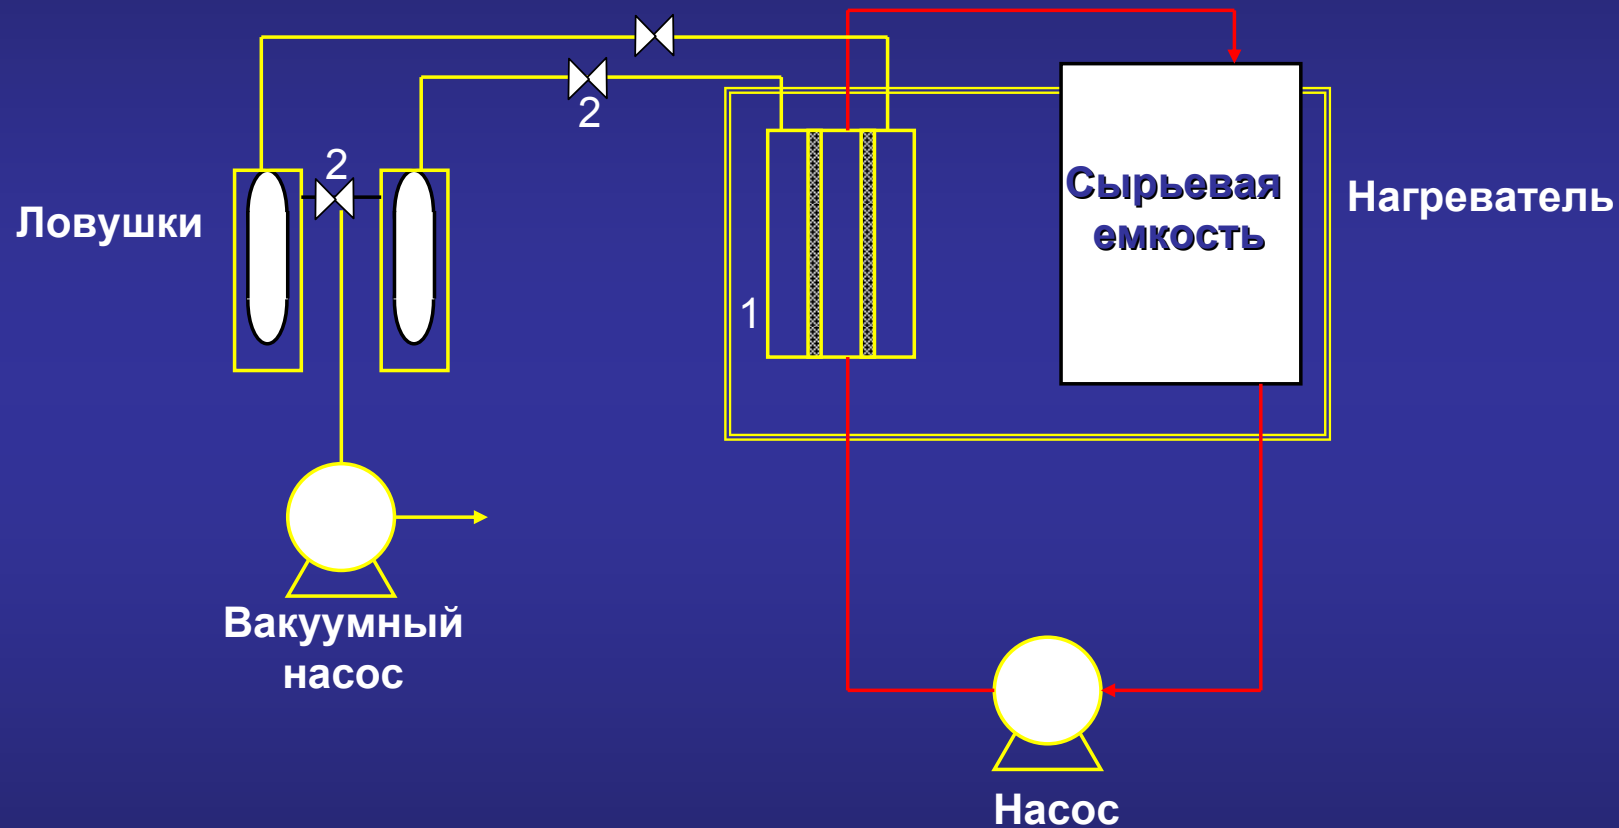 2
2
Ловушки
Сырьевая
емкость
Нагреватель
1
Вакуумный
насос
Насос